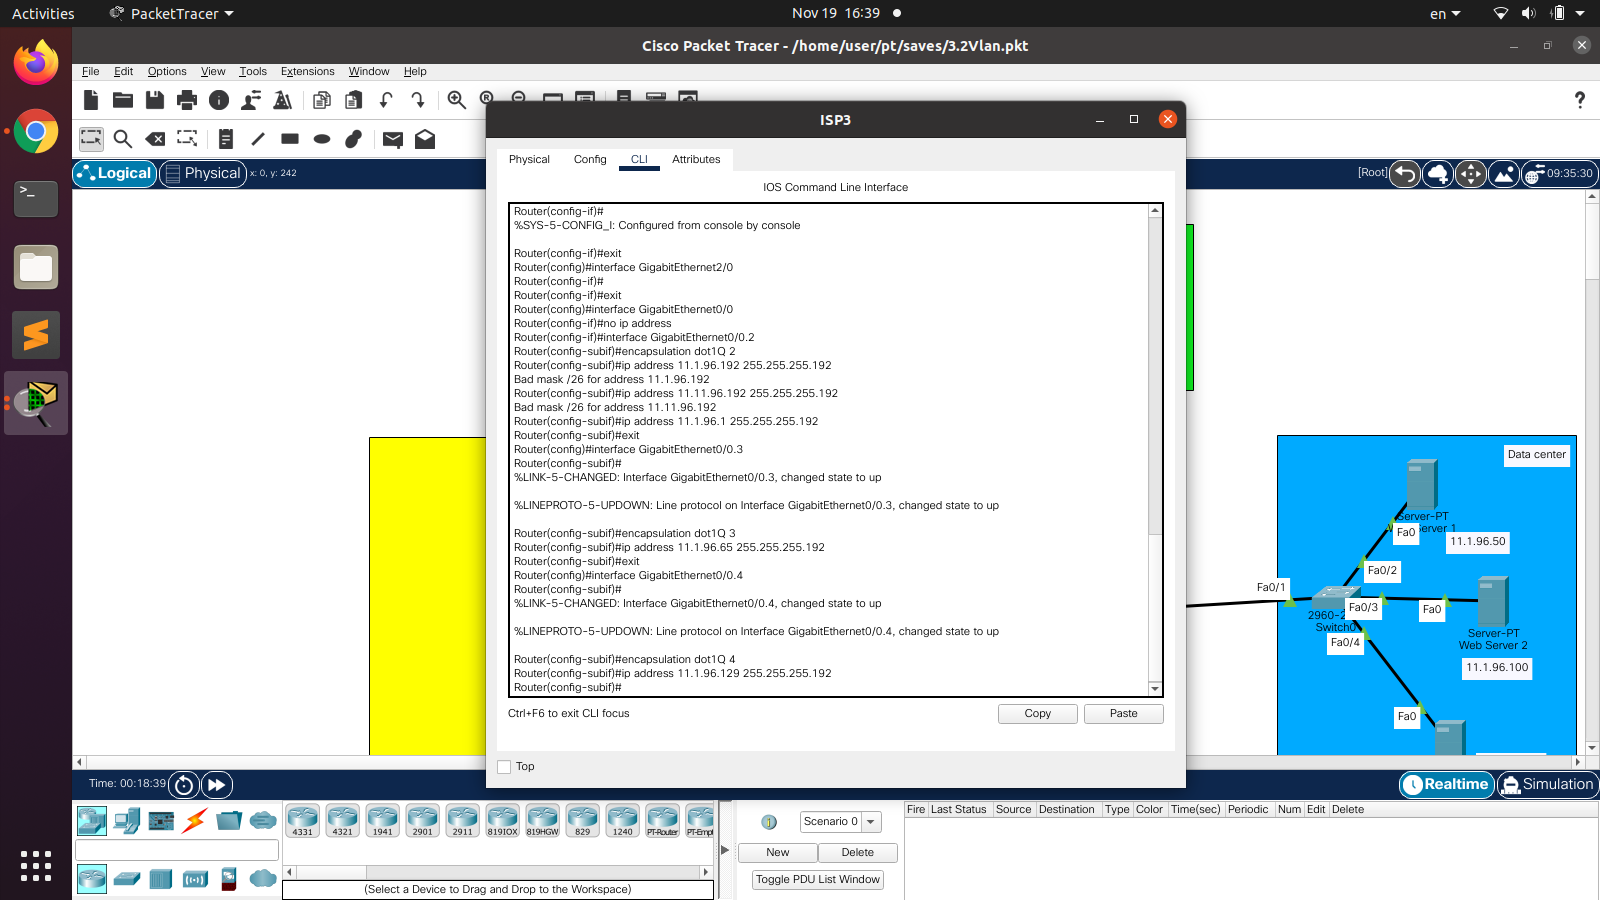 Activities
PacketTracer
Nov 19 16:39
en
Cisco Packet Tracer - /home/user/pt/saves/3.2Vlan.pkt
File Edit Options View Tools Extensions Window Help
Logical
Physical
x: 0, y: 242
[Root]
09:35:30
ISP3
Physical
Config
CLI
Attributes
IOS Command Line Interface
Router(config-if)#
%SYS-5-CONFIG_I: Configured from console by console
Router(config-if)#exit
Router(config)#interface GigabitEthernet2/0
Router(config-if)#
Router(config-if)#exit
Router(config)#interface GigabitEthernet0/0
Router(config-if)#no ip address
Router(config-if)#interface GigabitEthernet0/0.2
Router(config-subif)#encapsulation dot1Q 2
Router(config-subif)#ip address 11.1.96.192 255.255.255.192
Bad mask /26 for address 11.1.96.192
Router(config-subif)#ip address 11.11.96.192 255.255.255.192
Bad mask /26 for address 11.11.96.192
Router(config-subif)#ip address 11.1.96.1 255.255.255.192
Router(config-subif)#exit
Router(config)#interface GigabitEthernet0/0.3
Router(config-subif)#
%LINK-5-CHANGED: Interface GigabitEthernet0/0.3, changed state to up
%LINEPROTO-5-UPDOWN: Line protocol on Interface GigabitEthernet0/0.3, changed state to up
Router(config-subif)#encapsulation dot1Q 3
Router(config-subif)#ip address 11.1.96.65 255.255.255.192
Router(config-subif)#exit
Router(config)#interface GigabitEthernet0/0.4
Router(config-subif)#
%LINK-5-CHANGED: Interface GigabitEthernet0/0.4, changed state to up
%LINEPROTO-5-UPDOWN: Line protocol on Interface GigabitEthernet0/0.4, changed state to up
Router(config-subif)#encapsulation dot1Q 4
Router(config-subif)#ip address 11.1.96.129 255.255.255.192
Router(config-subif)#
Ctrl+F6 to exit CLI focus
Copy
Paste
Top
Data center
Server-PT
Server 1
Fa0
11.1.96.50
Fa0/2
Fa0/1
Fa0/3
Fa0
Switch0
Fa0/4
Server-PT
Web Server 2
11.1.96.100
Fa0
Time: 00:18:39
Realtime
Simulation
4331
4321
1941
2901
2911
819IOX
819HGW
829
1240
PT-Router
(Select a Device to Drag and Drop to the Workspace)
Scenario 0
New
Delete
Toggle PDU List Window
Fire Last Status Source Destination Type Color Time(sec) Periodic Num Edit Delete